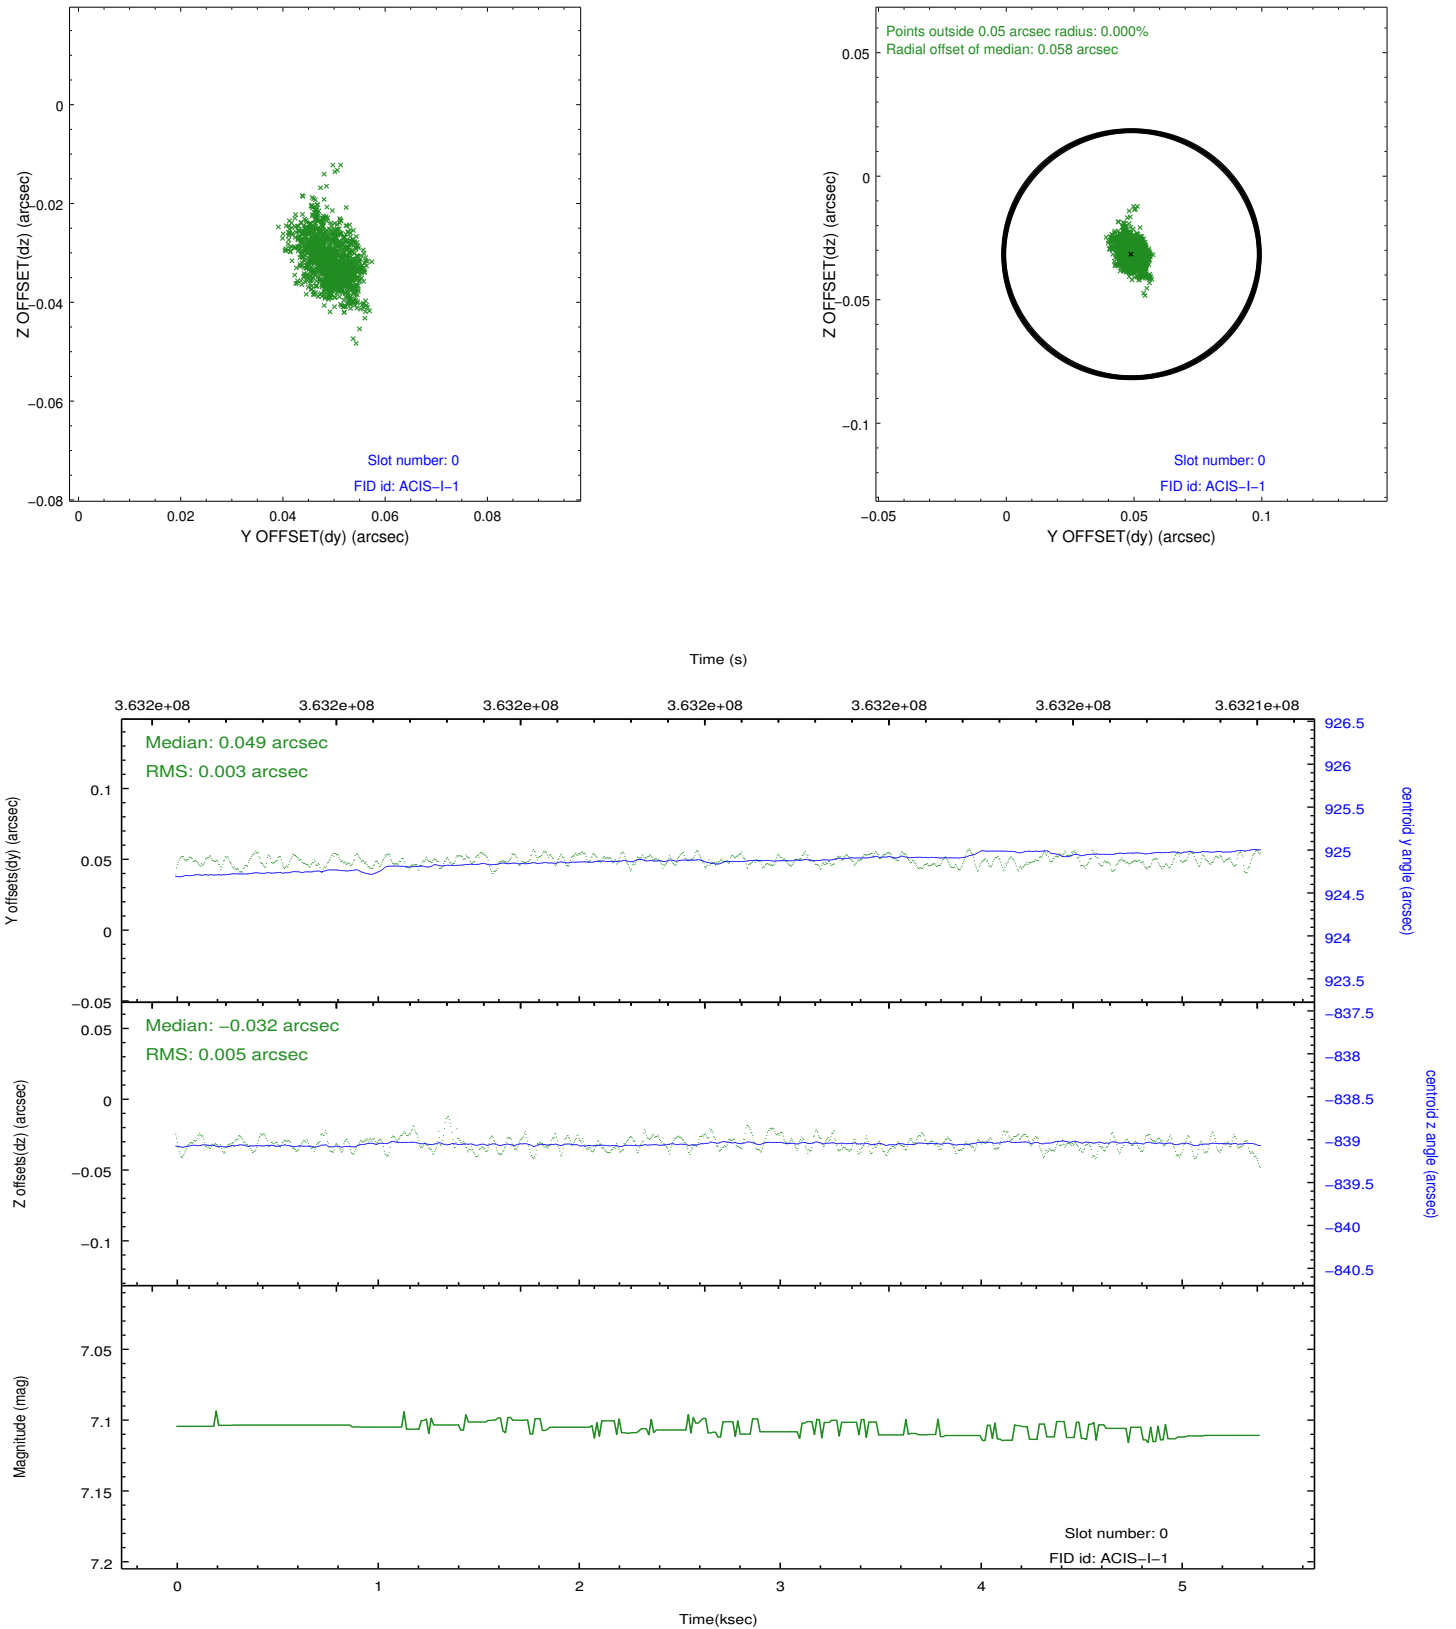 0
−0.02
−0.04
−0.06
−0.08
Z OFFSET(dz) (arcsec)
Slot number: 0
FID id: ACIS−I−1
0 0.02 0.04 0.06 0.08
Y OFFSET(dy) (arcsec)
Points outside 0.05 arcsec radius: 0.000%
Radial offset of median: 0.058 arcsec
0.05
0
−0.05
−0.1
Z OFFSET(dz) (arcsec)
Slot number: 0
FID id: ACIS−I−1
−0.05 0 0.05 0.1
Y OFFSET(dy) (arcsec)
Time (s)
3.632e+08 3.632e+08 3.632e+08 3.632e+08 3.632e+08 3.632e+08 3.6321e+08
Median: 0.049 arcsec
RMS: 0.003 arcsec
0.1
0.05
0
−0.05
Y offsets(dy) (arcsec)
926.5
926
925.5
925
924.5
924
923.5
centroid y angle (arcsec)
Median: −0.032 arcsec
RMS: 0.005 arcsec
0.05
0
−0.05
−0.1
Z offsets(dz) (arcsec)
−837.5
−838
−838.5
−839
−839.5
−840
−840.5
centroid z angle (arcsec)
7.05
7.1
7.15
7.2
Magnitude (mag)
Slot number: 0
FID id: ACIS−I−1
0 1 2 3 4 5
Time(ksec)